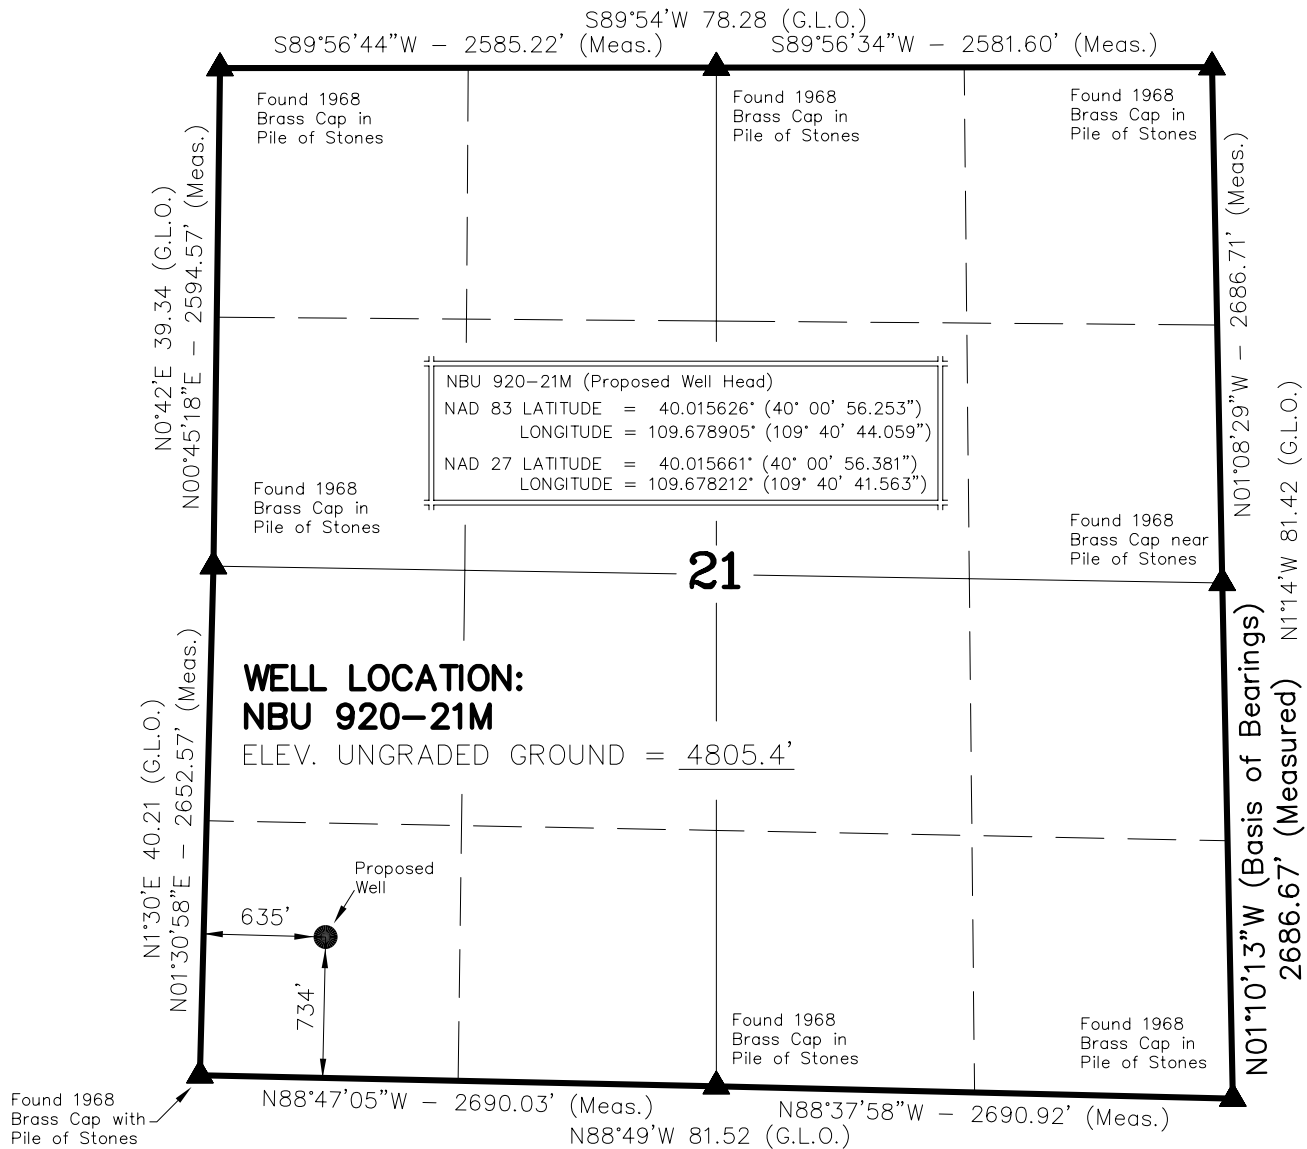 S89°54'W 78.28 (G.L.O.)
S89°56'44"W – 2585.22' (Meas.)
S89°56'34"W – 2581.60' (Meas.)
Found 1968
Brass Cap in
Pile of Stones
Found 1968
Brass Cap in
Pile of Stones
Found 1968
Brass Cap in
Pile of Stones
N0°42'E 39.34 (G.L.O.)
N00°45'18"E – 2594.57' (Meas.)
N01°08'29"W – 2686.71' (Meas.)
N1°14'W 81.42 (G.L.O.)
NBU 920–21M (Proposed Well Head)
NAD 83 LATITUDE = 40.015626° (40° 00' 56.253")
LONGITUDE = 109.678905° (109° 40' 44.059")
NAD 27 LATITUDE = 40.015661° (40° 00' 56.381")
LONGITUDE = 109.678212° (109° 40' 41.563")
Found 1968
Brass Cap in
Pile of Stones
Found 1968
Brass Cap near
Pile of Stones
21
WELL LOCATION:
NBU 920–21M
ELEV. UNGRADED GROUND = 4805.4'
N1°30'E 40.21 (G.L.O.)
N01°30'58"E – 2652.57' (Meas.)
N01°10'13"W (Basis of Bearings)
2686.67' (Measured)
Proposed
Well
635'
734'
Found 1968
Brass Cap in
Pile of Stones
Found 1968
Brass Cap in
Pile of Stones
Found 1968
Brass Cap with
Pile of Stones
N88°47'05"W – 2690.03' (Meas.)
N88°37'58"W – 2690.92' (Meas.)
N88°49'W 81.52 (G.L.O.)